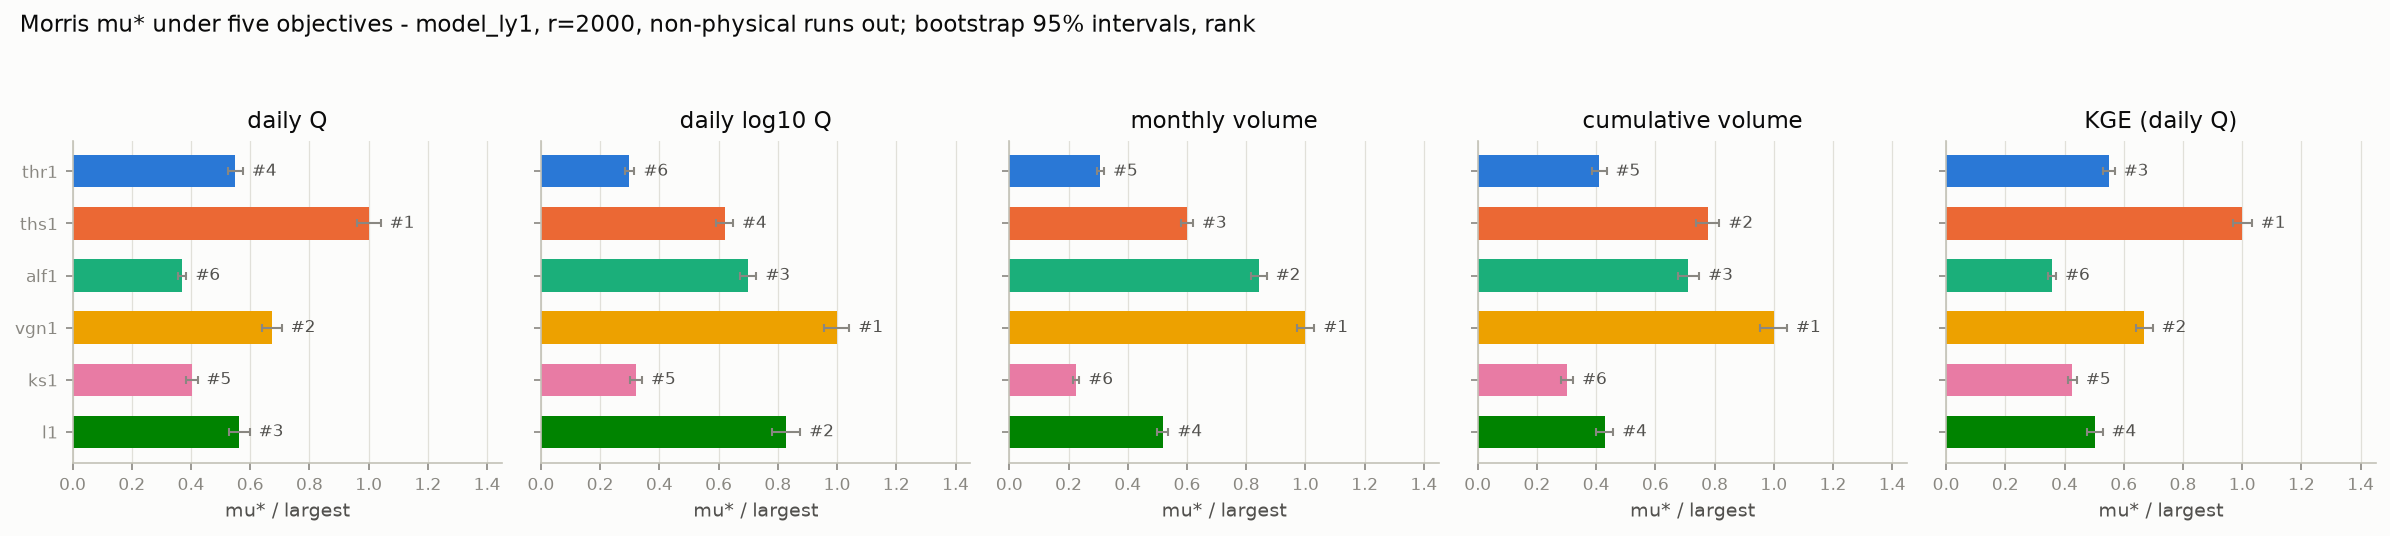 Morris mu* under five objectives - model_ly1, r=2000, non-physical runs out; bootstrap 95% intervals, rank
daily Q
daily log10 Q
monthly volume
cumulative volume
KGE (daily Q)
thr1
#4
#6
#5
#5
#3
ths1
#1
#4
#3
#2
#1
alf1
#6
#3
#2
#3
#6
vgn1
#2
#1
#1
#1
#2
ks1
#5
#5
#6
#6
#5
l1
#3
#2
#4
#4
#4
0.0 0.2 0.4 0.6 0.8 1.0 1.2 1.4
0.0 0.2 0.4 0.6 0.8 1.0 1.2 1.4
0.0 0.2 0.4 0.6 0.8 1.0 1.2 1.4
0.0 0.2 0.4 0.6 0.8 1.0 1.2 1.4
0.0 0.2 0.4 0.6 0.8 1.0 1.2 1.4
mu* / largest
mu* / largest
mu* / largest
mu* / largest
mu* / largest